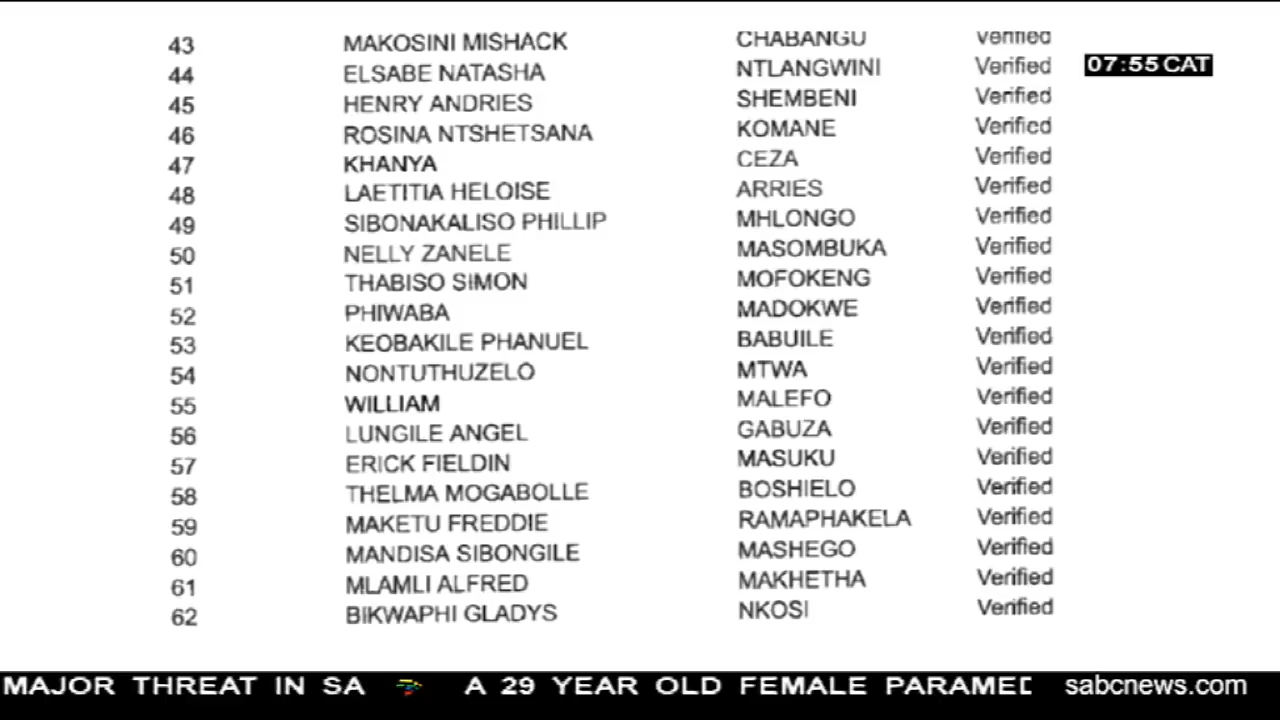 43 MAKOSINI MISHACK CHABANGU Verified
07:55 CAT
44 ELSABE NATASHA NTLANGWINI Verified
45 HENRY ANDRIES SHEMBENI Verified
46 ROSINA NTSHETSANA KOMANE Verified
47 KHANYA CEZA Verified
48 LAETITIA HELOISE ARRIES Verified
49 SIBONAKALISO PHILLIP MHLONGO Verified
50 NELLY ZANELE MASOMBUKA Verified
51 THABISO SIMON MOFOKENG Verified
52 PHIWABA MADOKWE Verified
53 KEOBAKILE PHANUEL BABUILE Verified
54 NONTUTHUZELO MTWA Verified
55 WILLIAM MALEFO Verified
56 LUNGILE ANGEL GABUZA Verified
57 ERICK FIELDIN MASUKU Verified
58 THELMA MOGABOLLE BOSHIELO Verified
59 MAKETU FREDDIE RAMAPHAKELA Verified
60 MANDISA SIBONGILE MASHEGO Verified
61 MLAMLI ALFRED MAKHETHA Verified
62 BIKWAPHI GLADYS NKOSI Verified
MAJOR THREAT IN SA A 29 YEAR OLD FEMALE PARAMED sabcnews.com